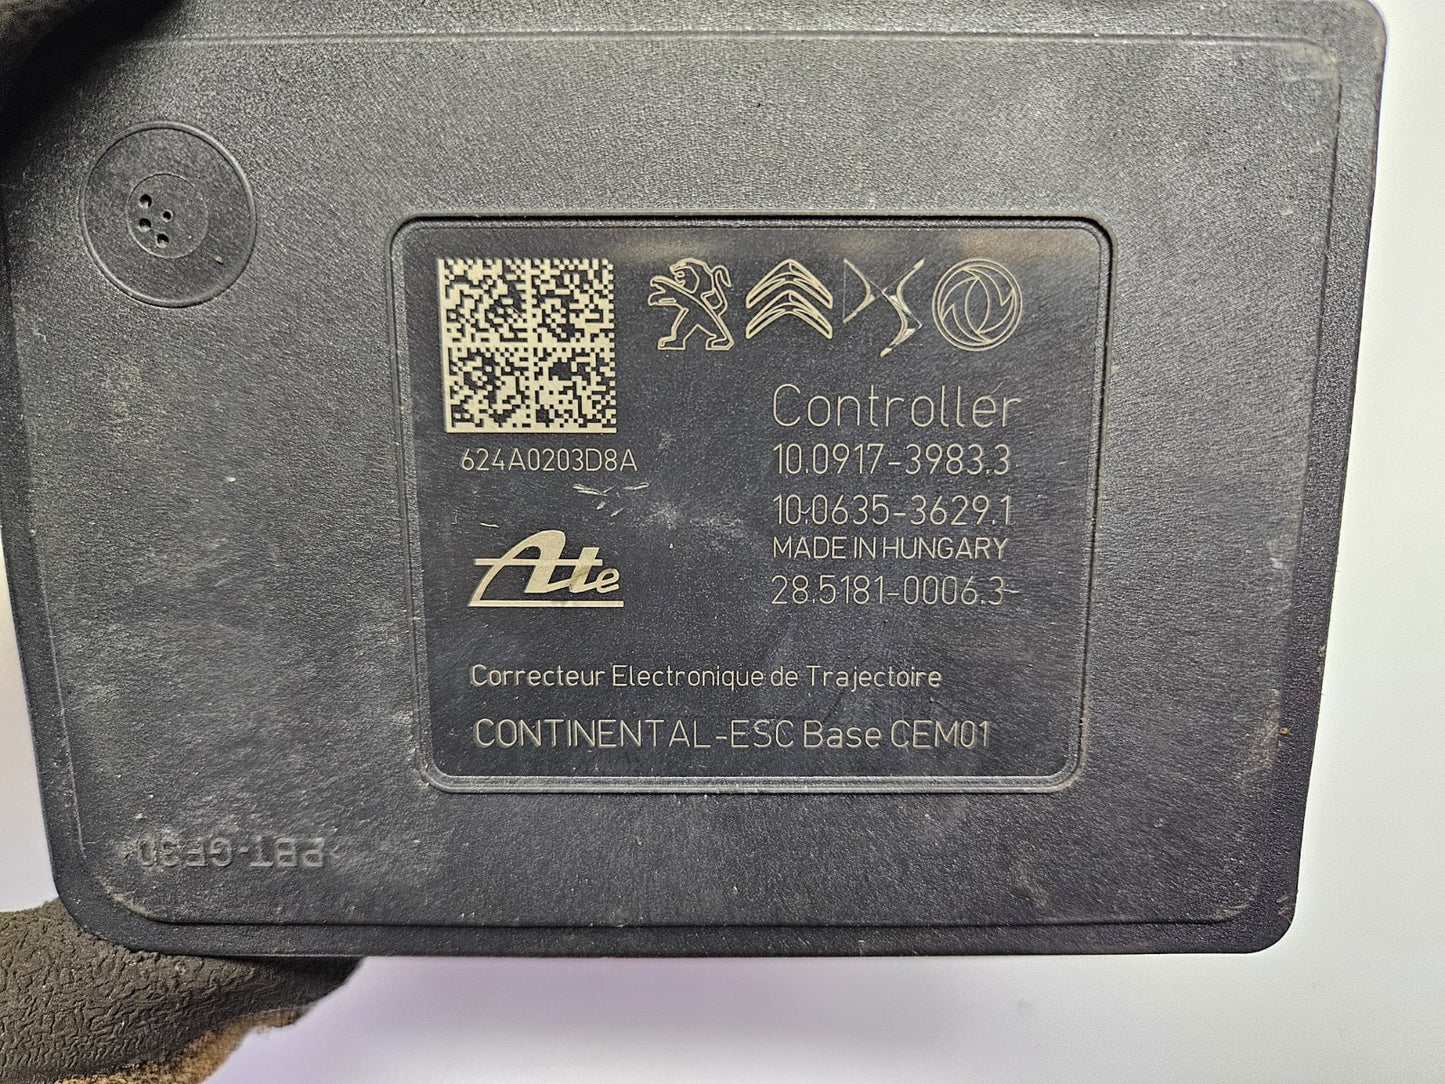 624A0203D8A
Controller
10.0917-3983.3
10.0635-3629.1
MADE IN HUNGARY
28.5181-0006.3
Ate
Correcteur Electronique de Trajectoire
CONTINENTAL-ESC Base CEM01
>PBT-GF30<